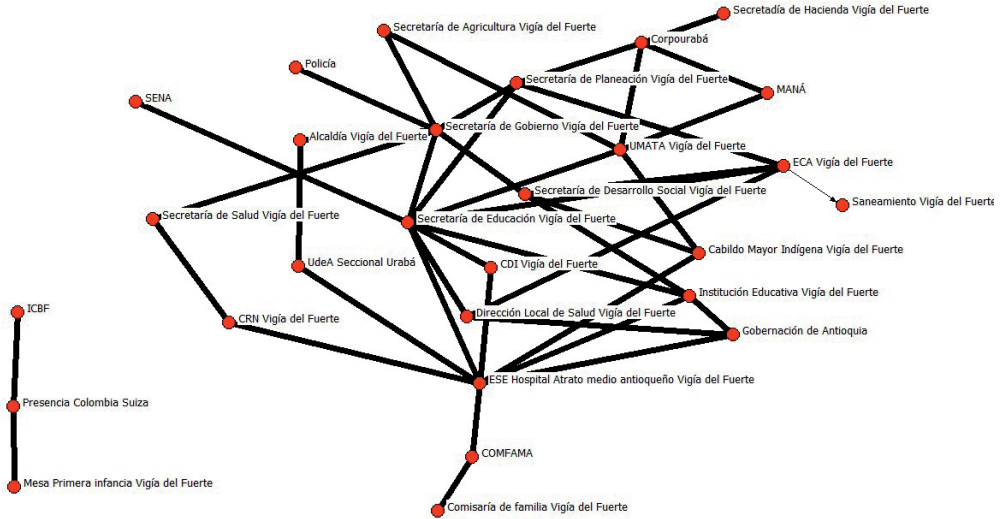 Secretadía de Hacienda Vigía del Fuerte
Secretaría de Agricultura Vigía del Fuerte
Corpourabá
Policía
Secretaría de Planeación Vigía del Fuerte
MANÁ
SENA
Secretaría de Gobierno Vigía del Fuerte
Alcaldía Vigía del Fuerte
UMATA Vigía del Fuerte
ECA Vigía del Fuerte
Secretaría de Desarrollo Social Vigía del Fuerte
Saneamiento Vigía del Fuerte
Secretaría de Salud Vigía del Fuerte
Secretaría de Educación Vigía del Fuerte
Cabildo Mayor Indígena Vigía del Fuerte
UdeA Seccional Urabá
CDI Vigía del Fuerte
Institución Educativa Vigía del Fuerte
ICBF
Dirección Local de Salud Vigía del Fuerte
CRN Vigía del Fuerte
Gobernación de Antioquia
ESE Hospital Atrato medio antioqueño Vigía del Fuerte
Presencia Colombia Suiza
COMFAMA
Mesa Primera infancia Vigía del Fuerte
Comisaría de familia Vigía del Fuerte